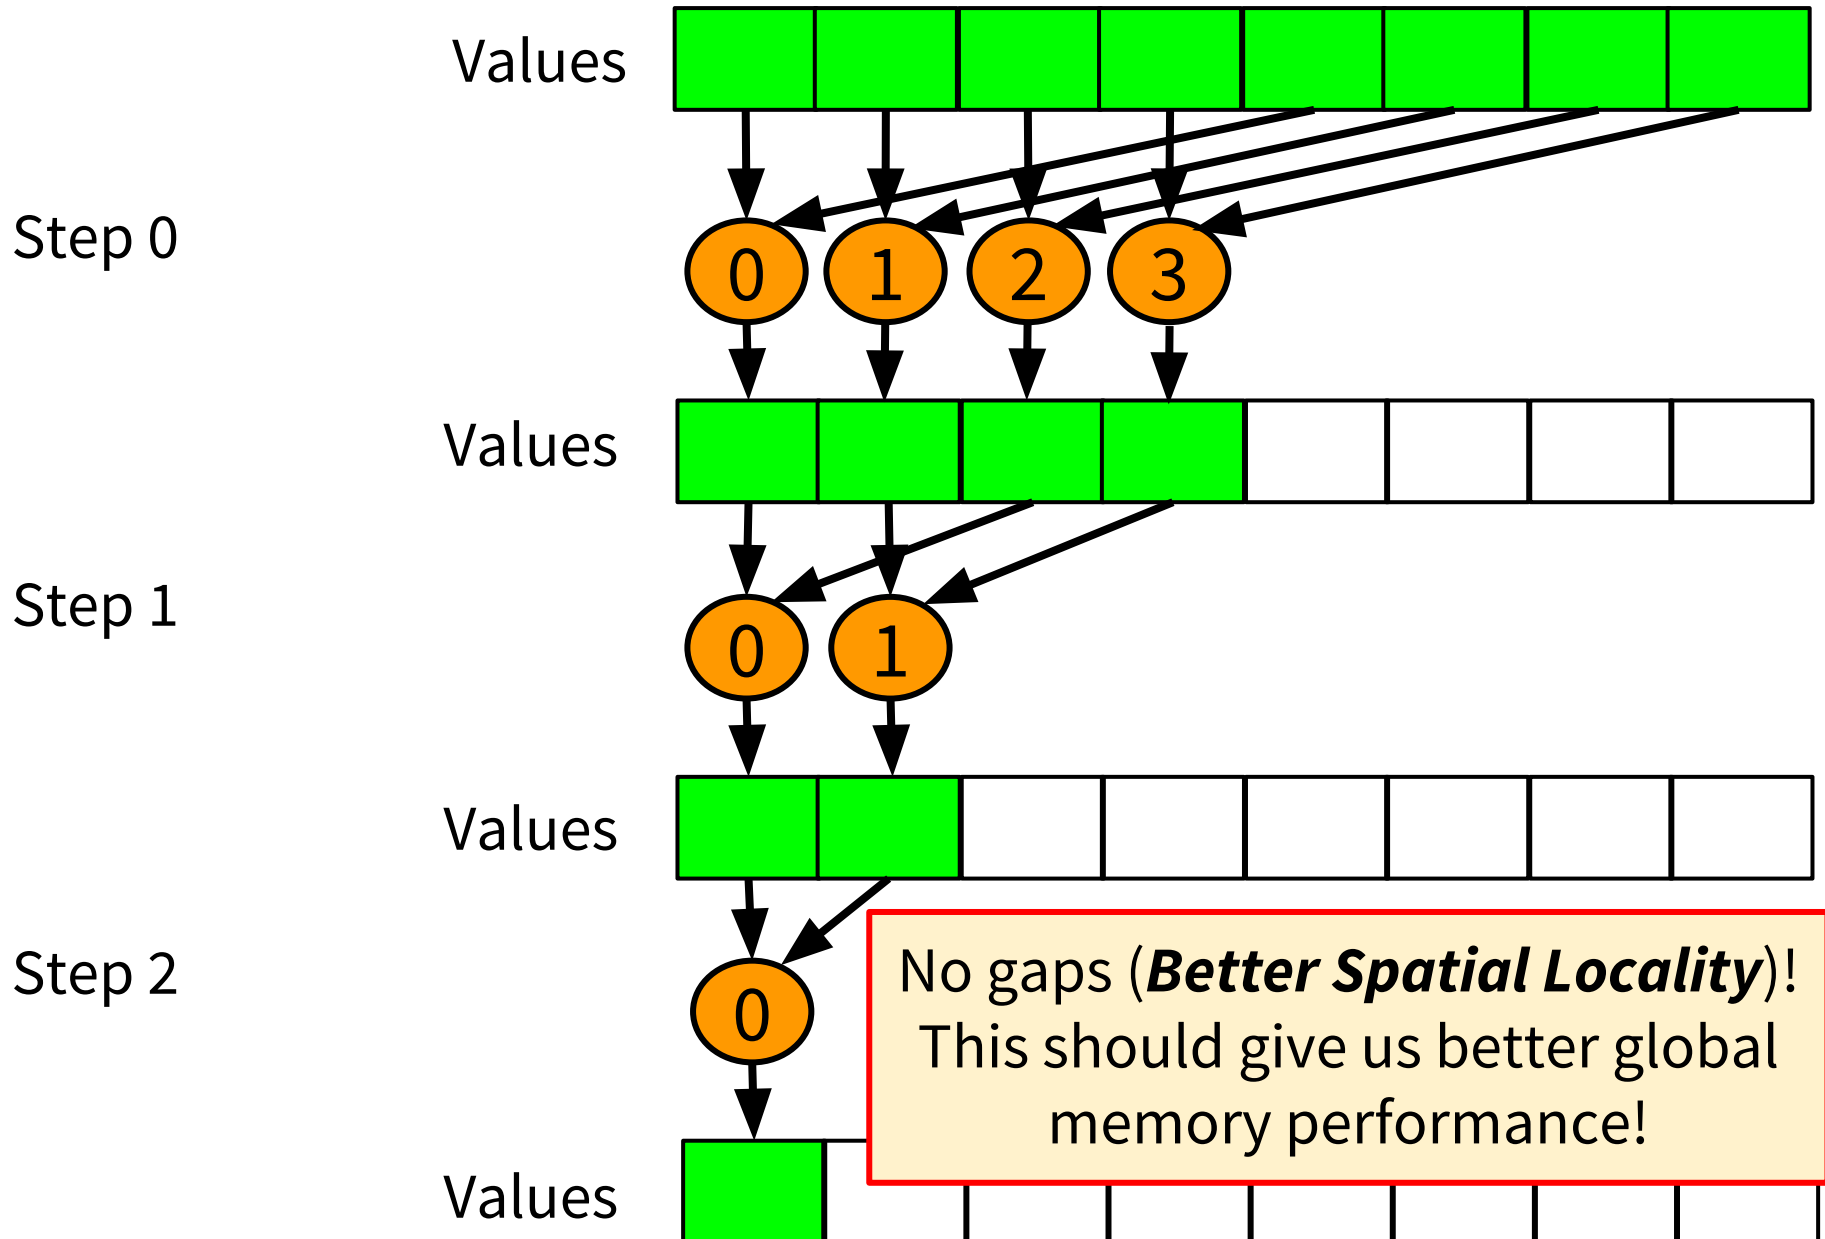 Values
Step 0
0 1 2 3
Values
Step 1
0 1
Values
Step 2
0
No gaps (Better Spatial Locality)!
This should give us better global
memory performance!
Values